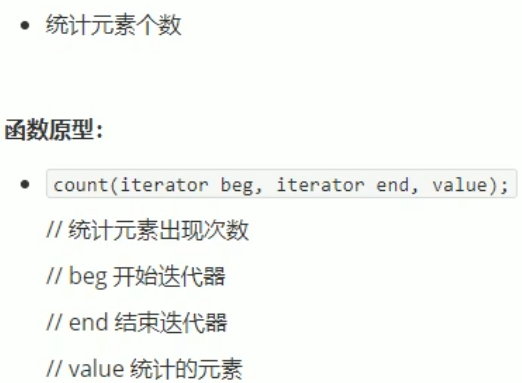 • 统计元素个数
函数原型：
• count(iterator beg, iterator end, value);
// 统计元素出现次数
// beg 开始迭代器
// end 结束迭代器
// value 统计的元素